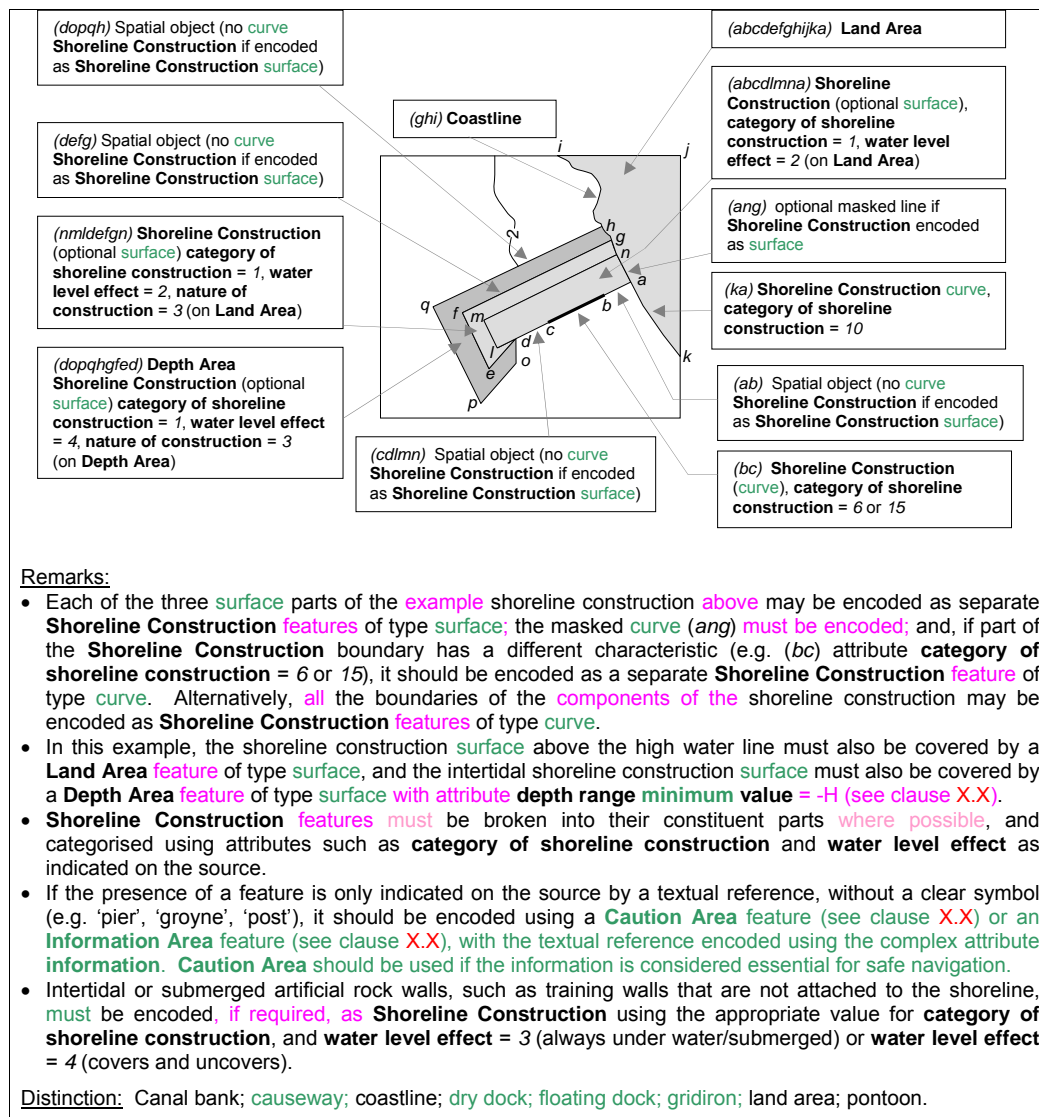 (dopqh) Spatial object (no curve
Shoreline Construction if encoded
as Shoreline Construction surface)
(abcdefghijka) Land Area
(abcdlmna) Shoreline
Construction (optional surface),
category of shoreline
construction = 1, water level
effect = 2 (on Land Area)
(ghi) Coastline
(defg) Spatial object (no curve
Shoreline Construction if
encoded as Shoreline
Construction surface)
i
j
(ang) optional masked line if
Shoreline Construction encoded
as surface
(nmldefgn) Shoreline Construction
(optional surface) category of
shoreline construction = 1, water
level effect = 2, nature of
construction = 3 (on Land Area)
2
h
g
n
a
(ka) Shoreline Construction curve,
category of shoreline
construction = 10
q
f
m
b
c
d
l
o
e
p
k
(dopqhgfed) Depth Area
Shoreline Construction (optional
surface) category of shoreline
construction = 1, water level effect
= 4, nature of construction = 3
(on Depth Area)
(ab) Spatial object (no curve
Shoreline Construction if
encoded as Shoreline
Construction surface)
(cdlmn) Spatial object (no curve
Shoreline Construction if encoded
as Shoreline Construction surface)
(bc) Shoreline Construction
(curve), category of shoreline
construction = 6 or 15
Remarks:
• Each of the three surface parts of the example shoreline construction above may be encoded as separate
Shoreline Construction features of type surface; the masked curve (ang) must be encoded; and, if part of
the Shoreline Construction boundary has a different characteristic (e.g. (bc) attribute category of
shoreline construction = 6 or 15), it should be encoded as a separate Shoreline Construction feature of
type curve. Alternatively, all the boundaries of the components of the shoreline construction may be
encoded as Shoreline Construction features of type curve.
• In this example, the shoreline construction surface above the high water line must also be covered by a
Land Area feature of type surface, and the intertidal shoreline construction surface must also be covered by
a Depth Area feature of type surface with attribute depth range minimum value = -H (see clause X.X).
• Shoreline Construction features must be broken into their constituent parts where possible, and
categorised using attributes such as category of shoreline construction and water level effect as
indicated on the source.
• If the presence of a feature is only indicated on the source by a textual reference, without a clear symbol
(e.g. ‘pier’, ‘groyne’, ‘post’), it should be encoded using a Caution Area feature (see clause X.X) or an
Information Area feature (see clause X.X), with the textual reference encoded using the complex attribute
information. Caution Area should be used if the information is considered essential for safe navigation.
• Intertidal or submerged artificial rock walls, such as training walls that are not attached to the shoreline,
must be encoded, if required, as Shoreline Construction using the appropriate value for category of
shoreline construction, and water level effect = 3 (always under water/submerged) or water level effect
= 4 (covers and uncovers).
Distinction: Canal bank; causeway; coastline; dry dock; floating dock; gridiron; land area; pontoon.